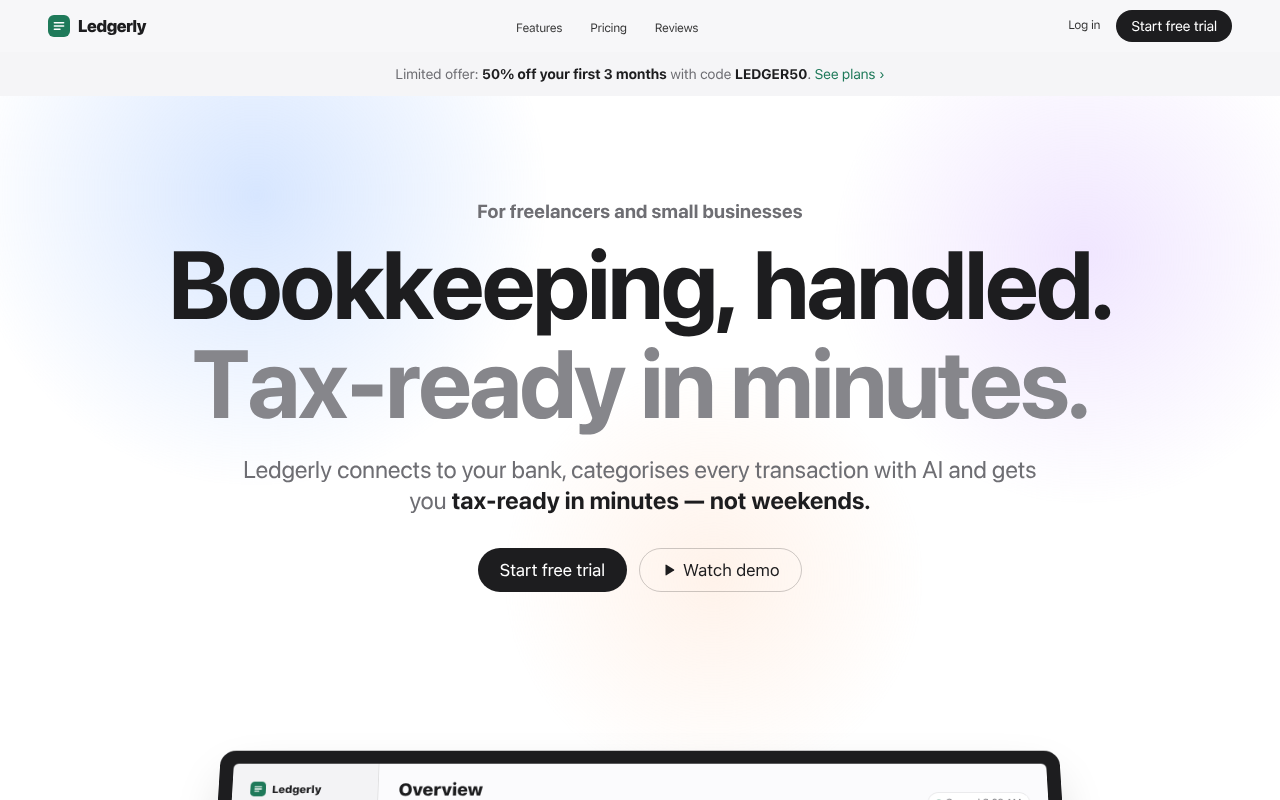 Ledgerly
Features
Pricing
Reviews
Log in
Start free trial
Limited offer: 50% off your first 3 months with code LEDGER50. See plans ›
For freelancers and small businesses
Bookkeeping, handled.
Tax-ready in minutes.
Ledgerly connects to your bank, categorises every transaction with AI and gets
you tax-ready in minutes — not weekends.
Start free trial
Watch demo
Ledgerly
Overview